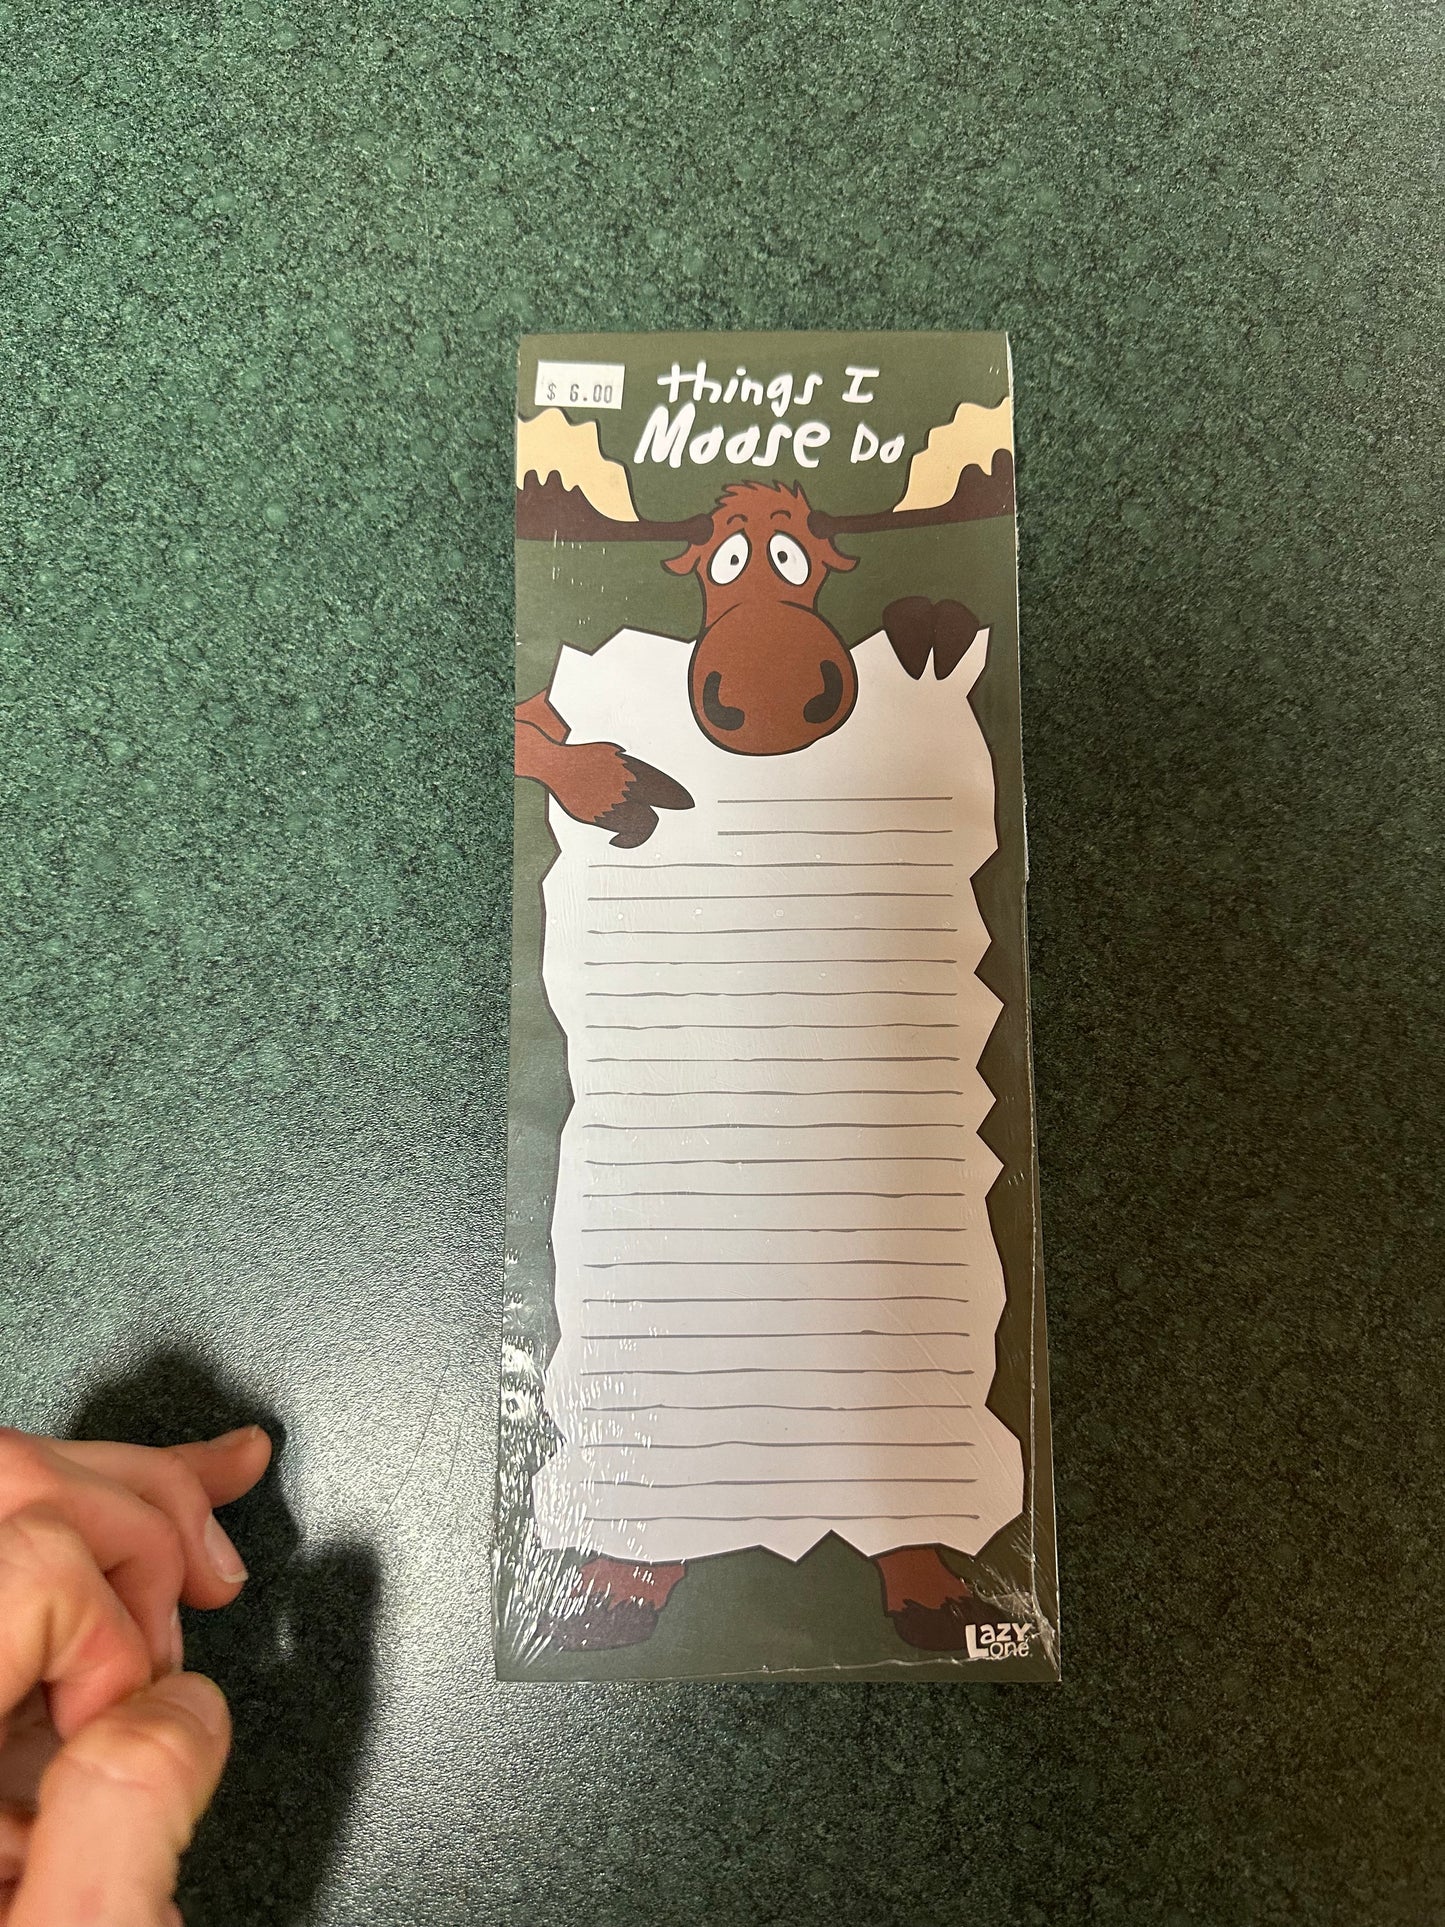 $ 6.00
things I
Moose Do
Lazy
one